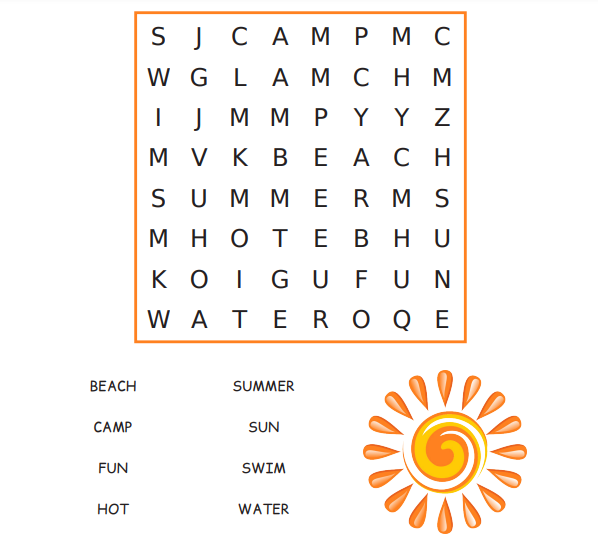 S J C A M P M C
W G L A M C H M
I J M M P Y Y Z
M V K B E A C H
S U M M E R M S
M H O T E B H U
K O I G U F U N
W A T E R O Q E
BEACH SUMMER
CAMP SUN
FUN SWIM
HOT WATER